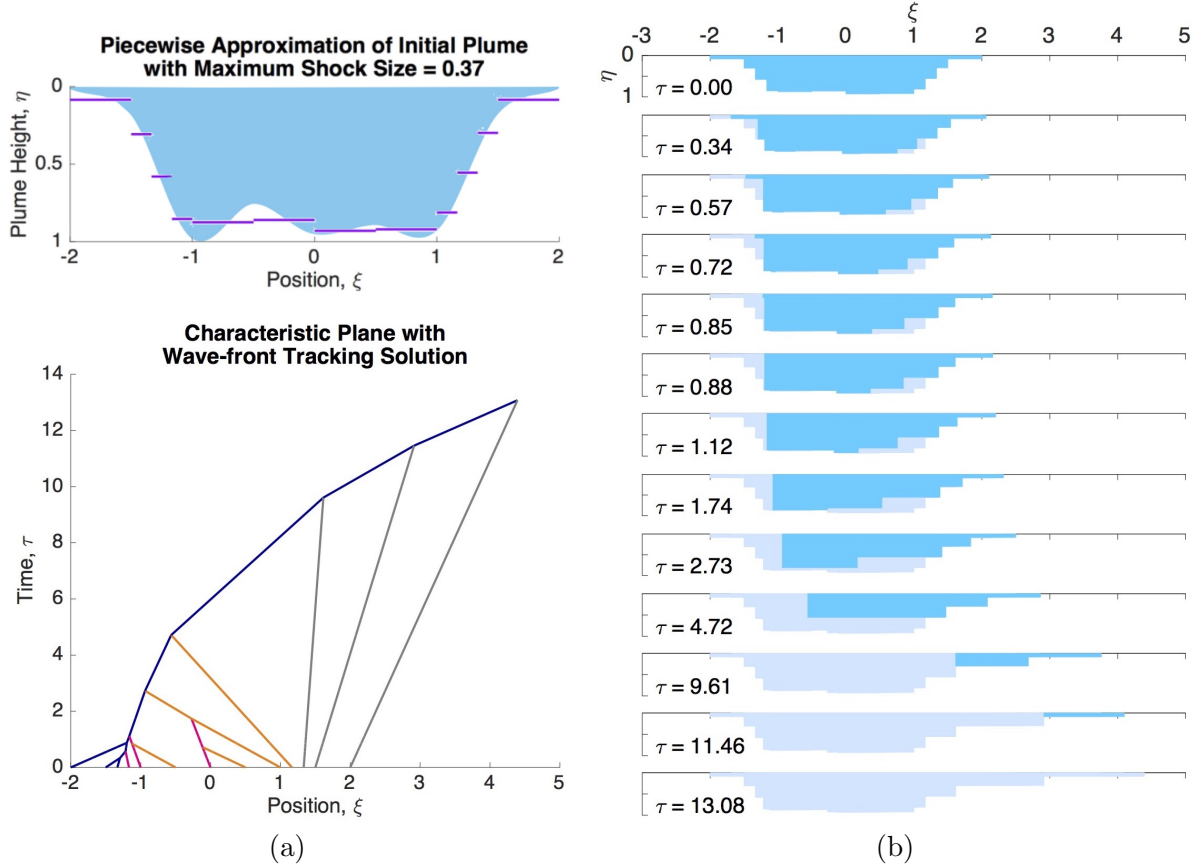 Piecewise Approximation of Initial Plume
with Maximum Shock Size = 0.37
Plume Height, η
0
0.5
1
-2 -1 0 1 2
Position, ξ
Characteristic Plane with
Wave-front Tracking Solution
Time, τ
14
12
10
8
6
4
2
0
-2 -1 0 1 2 3 4 5
Position, ξ
(a)
ξ
-3 -2 -1 0 1 2 3 4 5
η
0
1
τ = 0.00
τ = 0.34
τ = 0.57
τ = 0.72
τ = 0.85
τ = 0.88
τ = 1.12
τ = 1.74
τ = 2.73
τ = 4.72
τ = 9.61
τ = 11.46
τ = 13.08
(b)